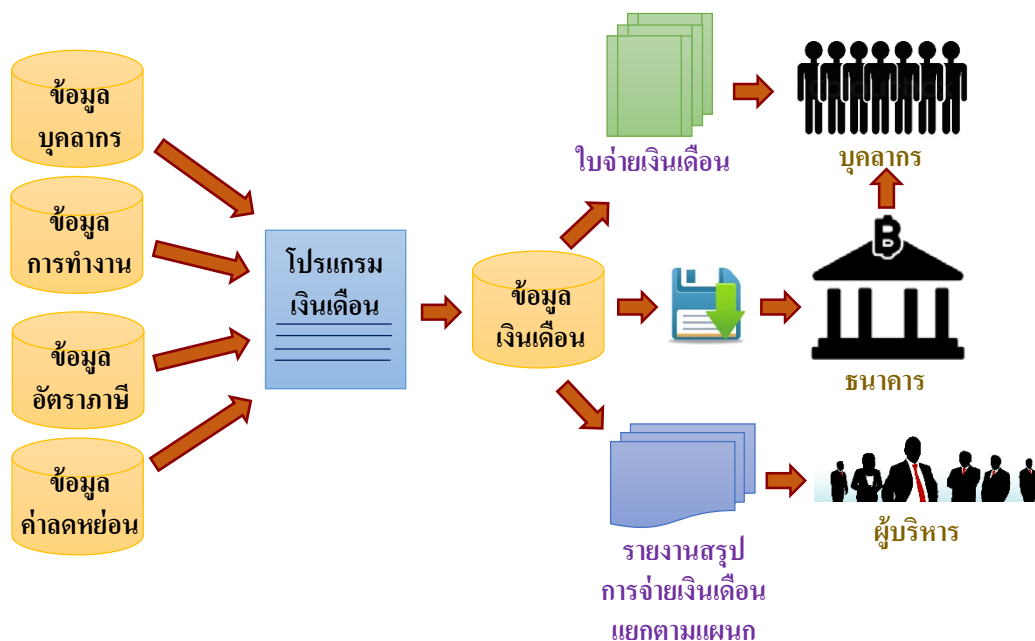 ข้อมูล
บุคลากร
ข้อมูล
การทำงาน
ข้อมูล
อัตราภาษี
ข้อมูล
ค่าลดหย่อน
โปรแกรม
เงินเดือน
ข้อมูล
เงินเดือน
ใบจ่ายเงินเดือน
บุคลากร
฿
ธนาคาร
รายงานสรุป
การจ่ายเงินเดือน
แยกตามแผนก
ผู้บริหาร